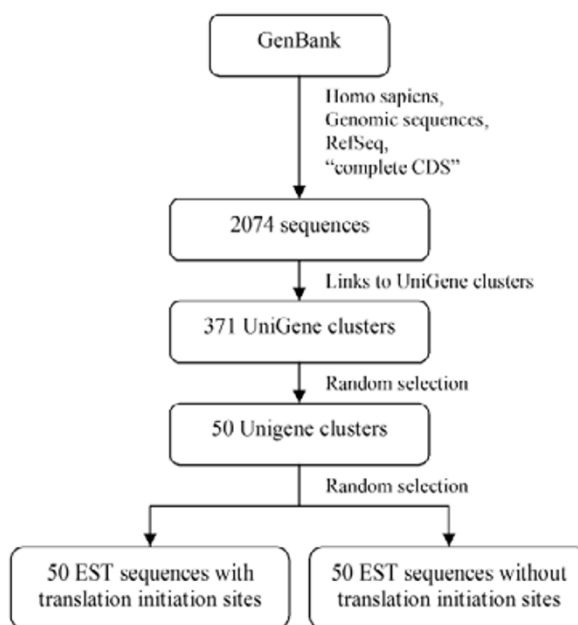 GenBank
Homo sapiens,
Genomic sequences,
RefSeq,
“complete CDS”
2074 sequences
Links to UniGene clusters
371 UniGene clusters
Random selection
50 Unigene clusters
Random selection
50 EST sequences with
translation initiation sites
50 EST sequences without
translation initiation sites